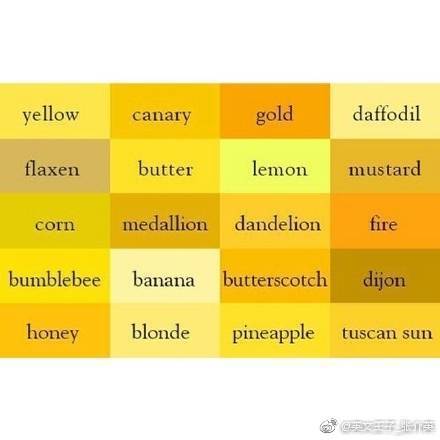 yellow canary gold daffodil
flaxen butter lemon mustard
corn medallion dandelion fire
bumblebee banana butterscotch dijon
honey blonde pineapple tuscan sun